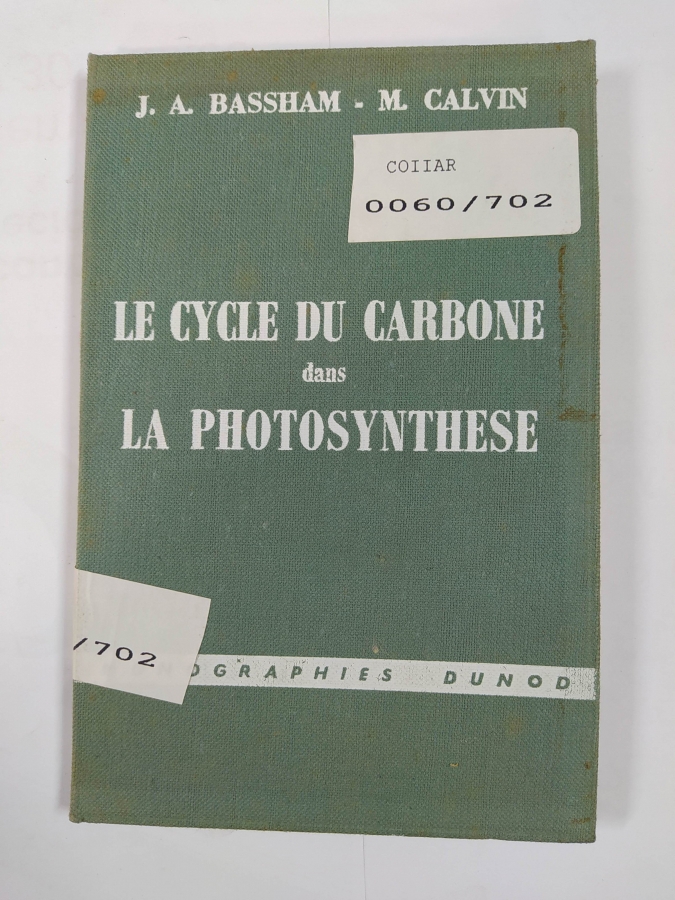 J. A. BASSHAM - M. CALVIN
COIIAR
0060/702
LE CYCLE DU CARBONE
dans
LA PHOTOSYNTHESE
/702
OGRAPHIES DUNOD